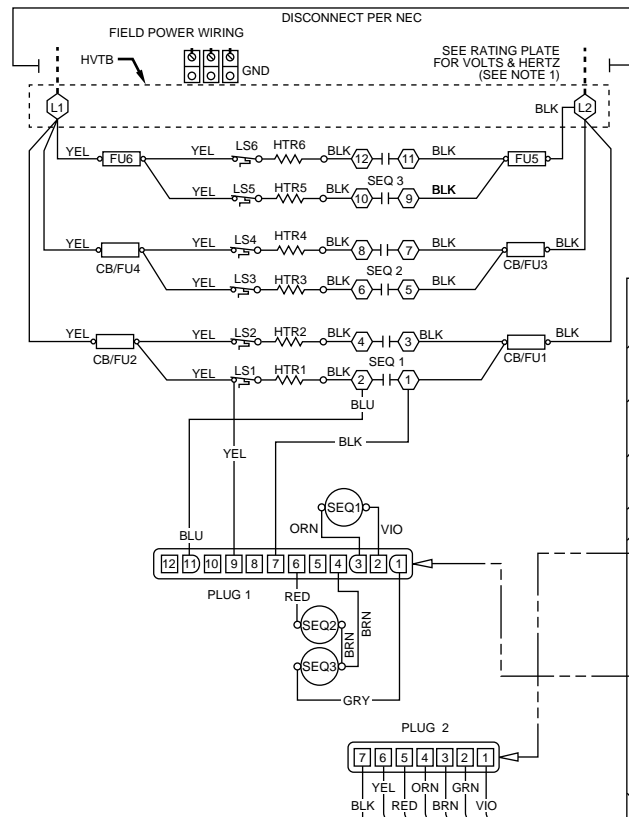 DISCONNECT PER NEC
FIELD POWER WIRING
HVTB
GND
SEE RATING PLATE
FOR VOLTS & HERTZ
(SEE NOTE 1)
L1
BLK
L2
YEL FU6 YEL LS6 HTR6 BLK 12 11 BLK FU5
SEQ 3
YEL LS5 HTR5 BLK 10 9 BLK
YEL CB/FU4 YEL LS4 HTR4 BLK 8 7 BLK CB/FU3 BLK
SEQ 2
YEL LS3 HTR3 BLK 6 5 BLK
YEL CB/FU2 YEL LS2 HTR2 BLK 4 3 BLK CB/FU1 BLK
SEQ 1
YEL LS1 HTR1 BLK 2 1
BLU
BLK
YEL
SEQ1
ORN VIO
BLU
12 11 10 9 8 7 6 5 4 3 2 1
PLUG 1
RED
BRN
BRN
SEQ2
SEQ3
GRY
PLUG 2
7 6 5 4 3 2 1
YEL ORN GRN
BLK RED BRN VIO